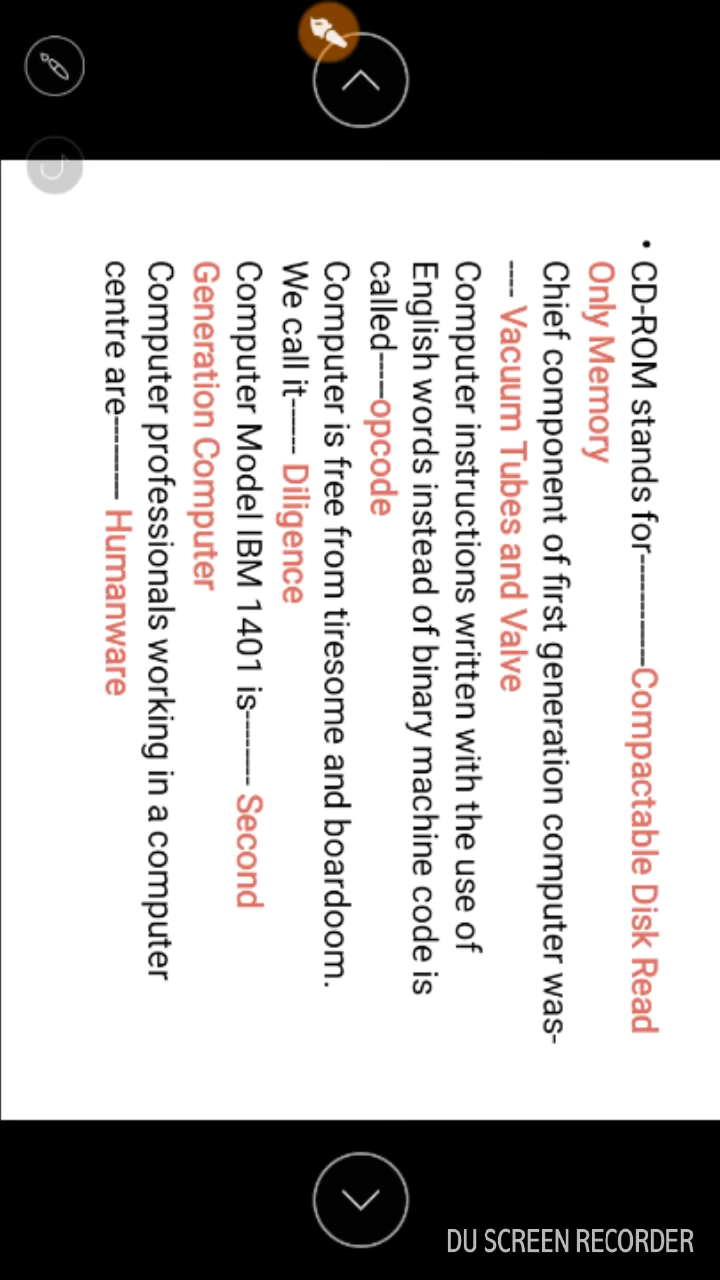 • CD-ROM stands for-----------Compactable Disk Read
Only Memory
Chief component of first generation computer was-
---- Vacuum Tubes and Valve
Computer instructions written with the use of
English words instead of binary machine code is
called----opcode
Computer is free from tiresome and boardoom.
We call it----- Diligence
Computer Model IBM 1401 is-------- Second
Generation Computer
Computer professionals working in a computer
centre are--------- Humanware
DU SCREEN RECORDER